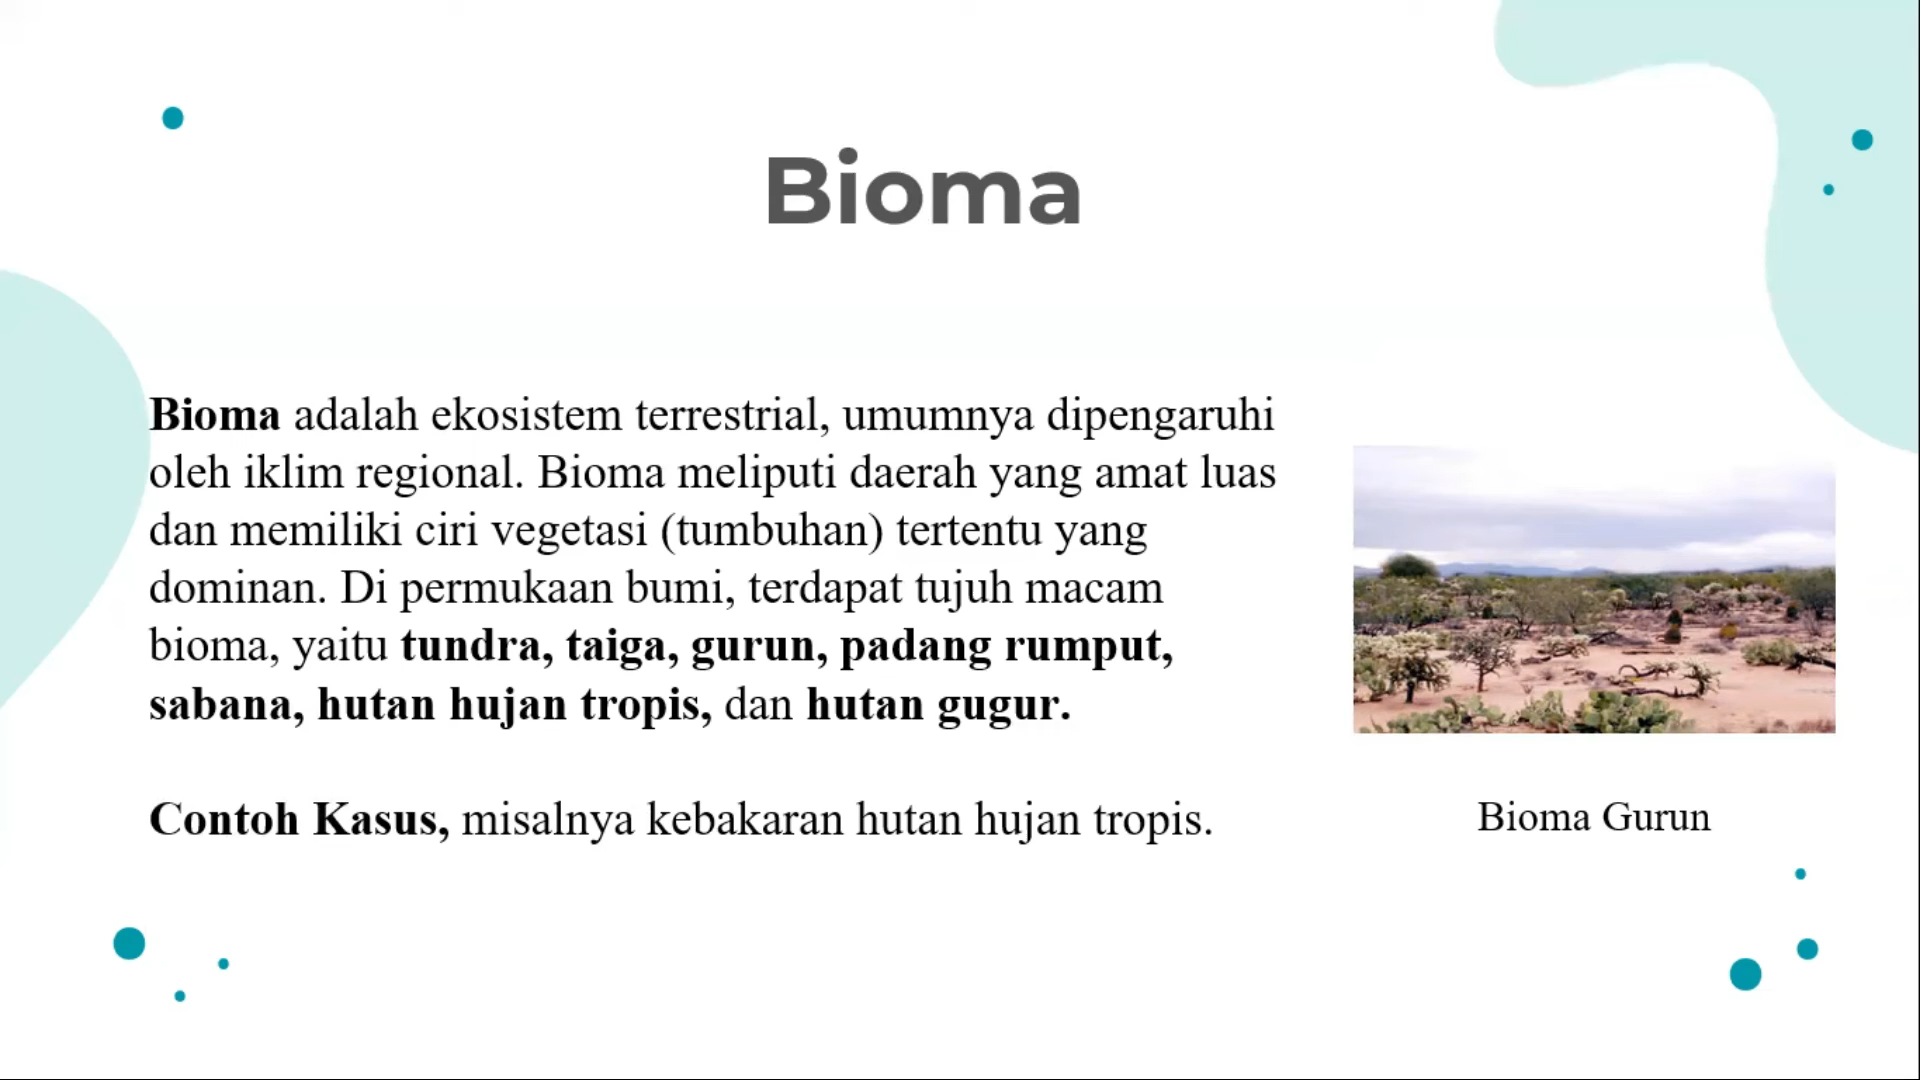 Bioma
Bioma adalah ekosistem terrestrial, umumnya dipengaruhi
oleh iklim regional. Bioma meliputi daerah yang amat luas
dan memiliki ciri vegetasi (tumbuhan) tertentu yang
dominan. Di permukaan bumi, terdapat tujuh macam
bioma, yaitu tundra, taiga, gurun, padang rumput,
sabana, hutan hujan tropis, dan hutan gugur.
Contoh Kasus, misalnya kebakaran hutan hujan tropis.
Bioma Gurun